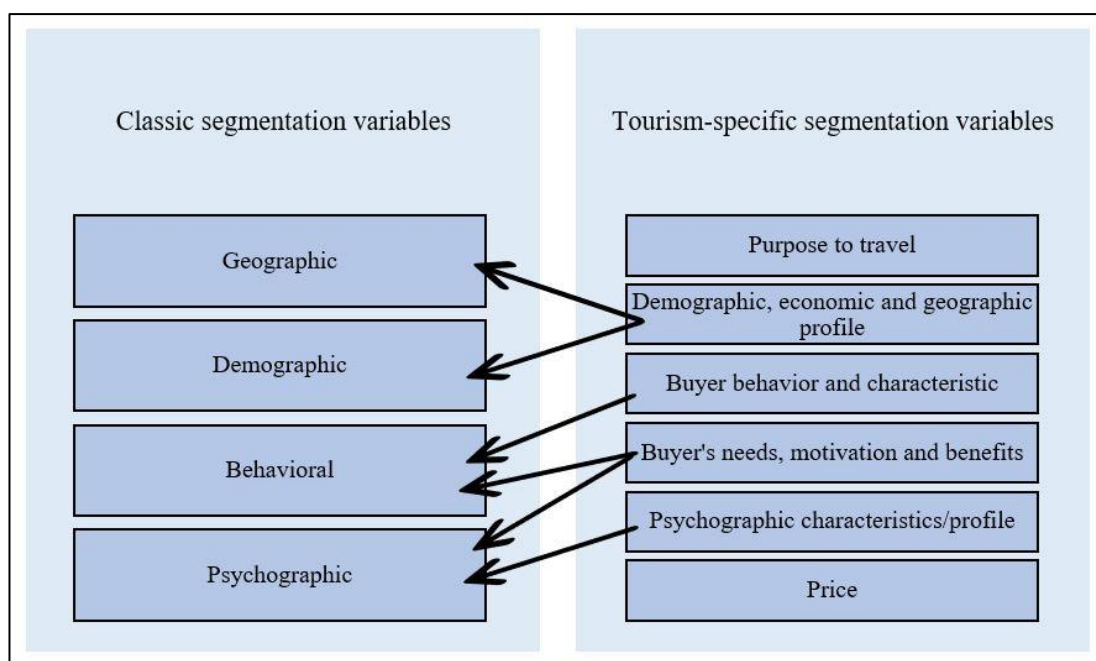 Classic segmentation variables
Geographic
Demographic
Behavioral
Psychographic
Tourism-specific segmentation variables
Purpose to travel
Demographic, economic and geographic
profile
Buyer behavior and characteristic
Buyer's needs, motivation and benefits
Psychographic characteristics/profile
Price